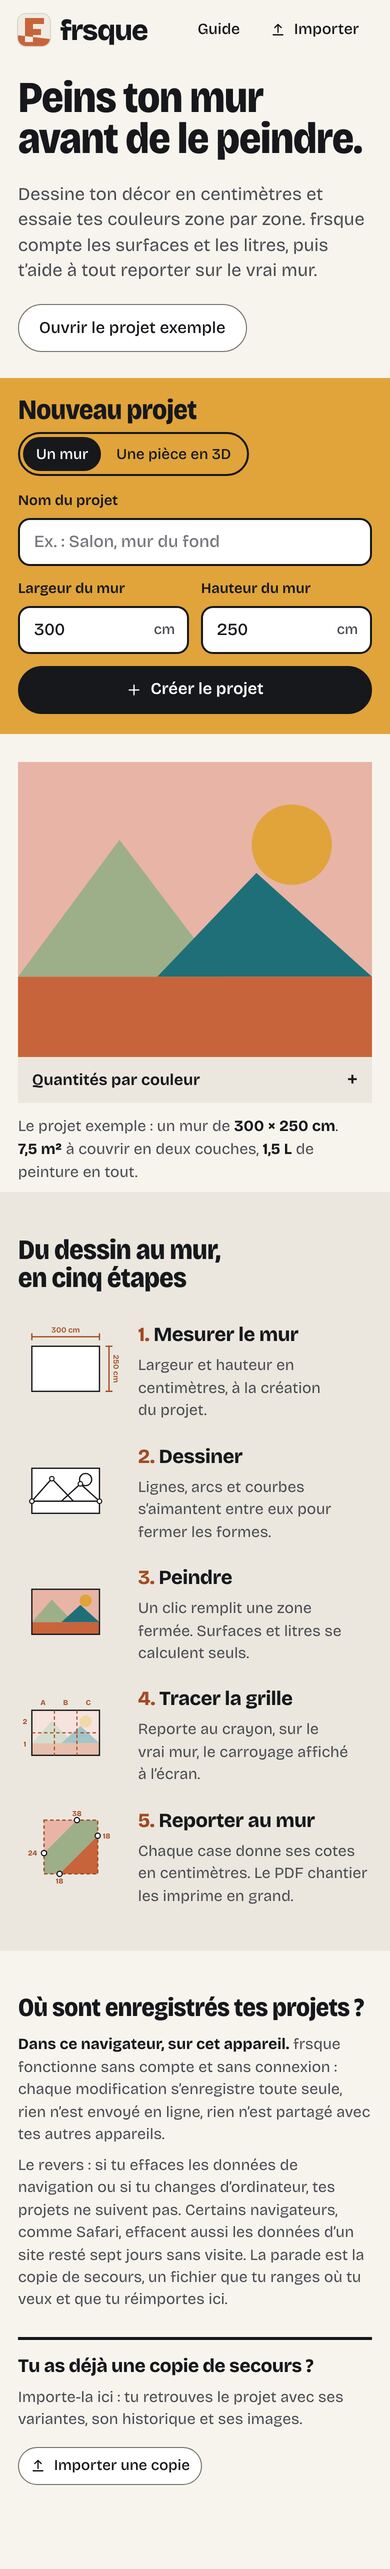 frsque
Guide
Importer
Peins ton mur
avant de le peindre.
Dessine ton décor en centimètres et
essaie tes couleurs zone par zone. frsque
compte les surfaces et les litres, puis
t’aide à tout reporter sur le vrai mur.
Ouvrir le projet exemple
Nouveau projet
Un mur
Une pièce en 3D
Nom du projet
Ex. : Salon, mur du fond
Largeur du mur
Hauteur du mur
300 cm
250 cm
+ Créer le projet
Quantités par couleur +
Le projet exemple : un mur de 300 × 250 cm.
7,5 m² à couvrir en deux couches, 1,5 L de
peinture en tout.
Du dessin au mur,
en cinq étapes
300 cm
250 cm
1. Mesurer le mur
Largeur et hauteur en
centimètres, à la création
du projet.
2. Dessiner
Lignes, arcs et courbes
s’aimantent entre eux pour
fermer les formes.
3. Peindre
Un clic remplit une zone
fermée. Surfaces et litres se
calculent seuls.
A B C
2
1
4. Tracer la grille
Reporte au crayon, sur le
vrai mur, le carroyage affiché
à l’écran.
38
18
24
18
5. Reporter au mur
Chaque case donne ses cotes
en centimètres. Le PDF chantier
les imprime en grand.
Où sont enregistrés tes projets ?
Dans ce navigateur, sur cet appareil. frsque
fonctionne sans compte et sans connexion :
chaque modification s’enregistre toute seule,
rien n’est envoyé en ligne, rien n’est partagé avec
tes autres appareils.
Le revers : si tu effaces les données de
navigation ou si tu changes d’ordinateur, tes
projets ne suivent pas. Certains navigateurs,
comme Safari, effacent aussi les données d’un
site resté sept jours sans visite. La parade est la
copie de secours, un fichier que tu ranges où tu
veux et que tu réimportes ici.
Tu as déjà une copie de secours ?
Importe-la ici : tu retrouves le projet avec ses
variantes, son historique et ses images.
Importer une copie